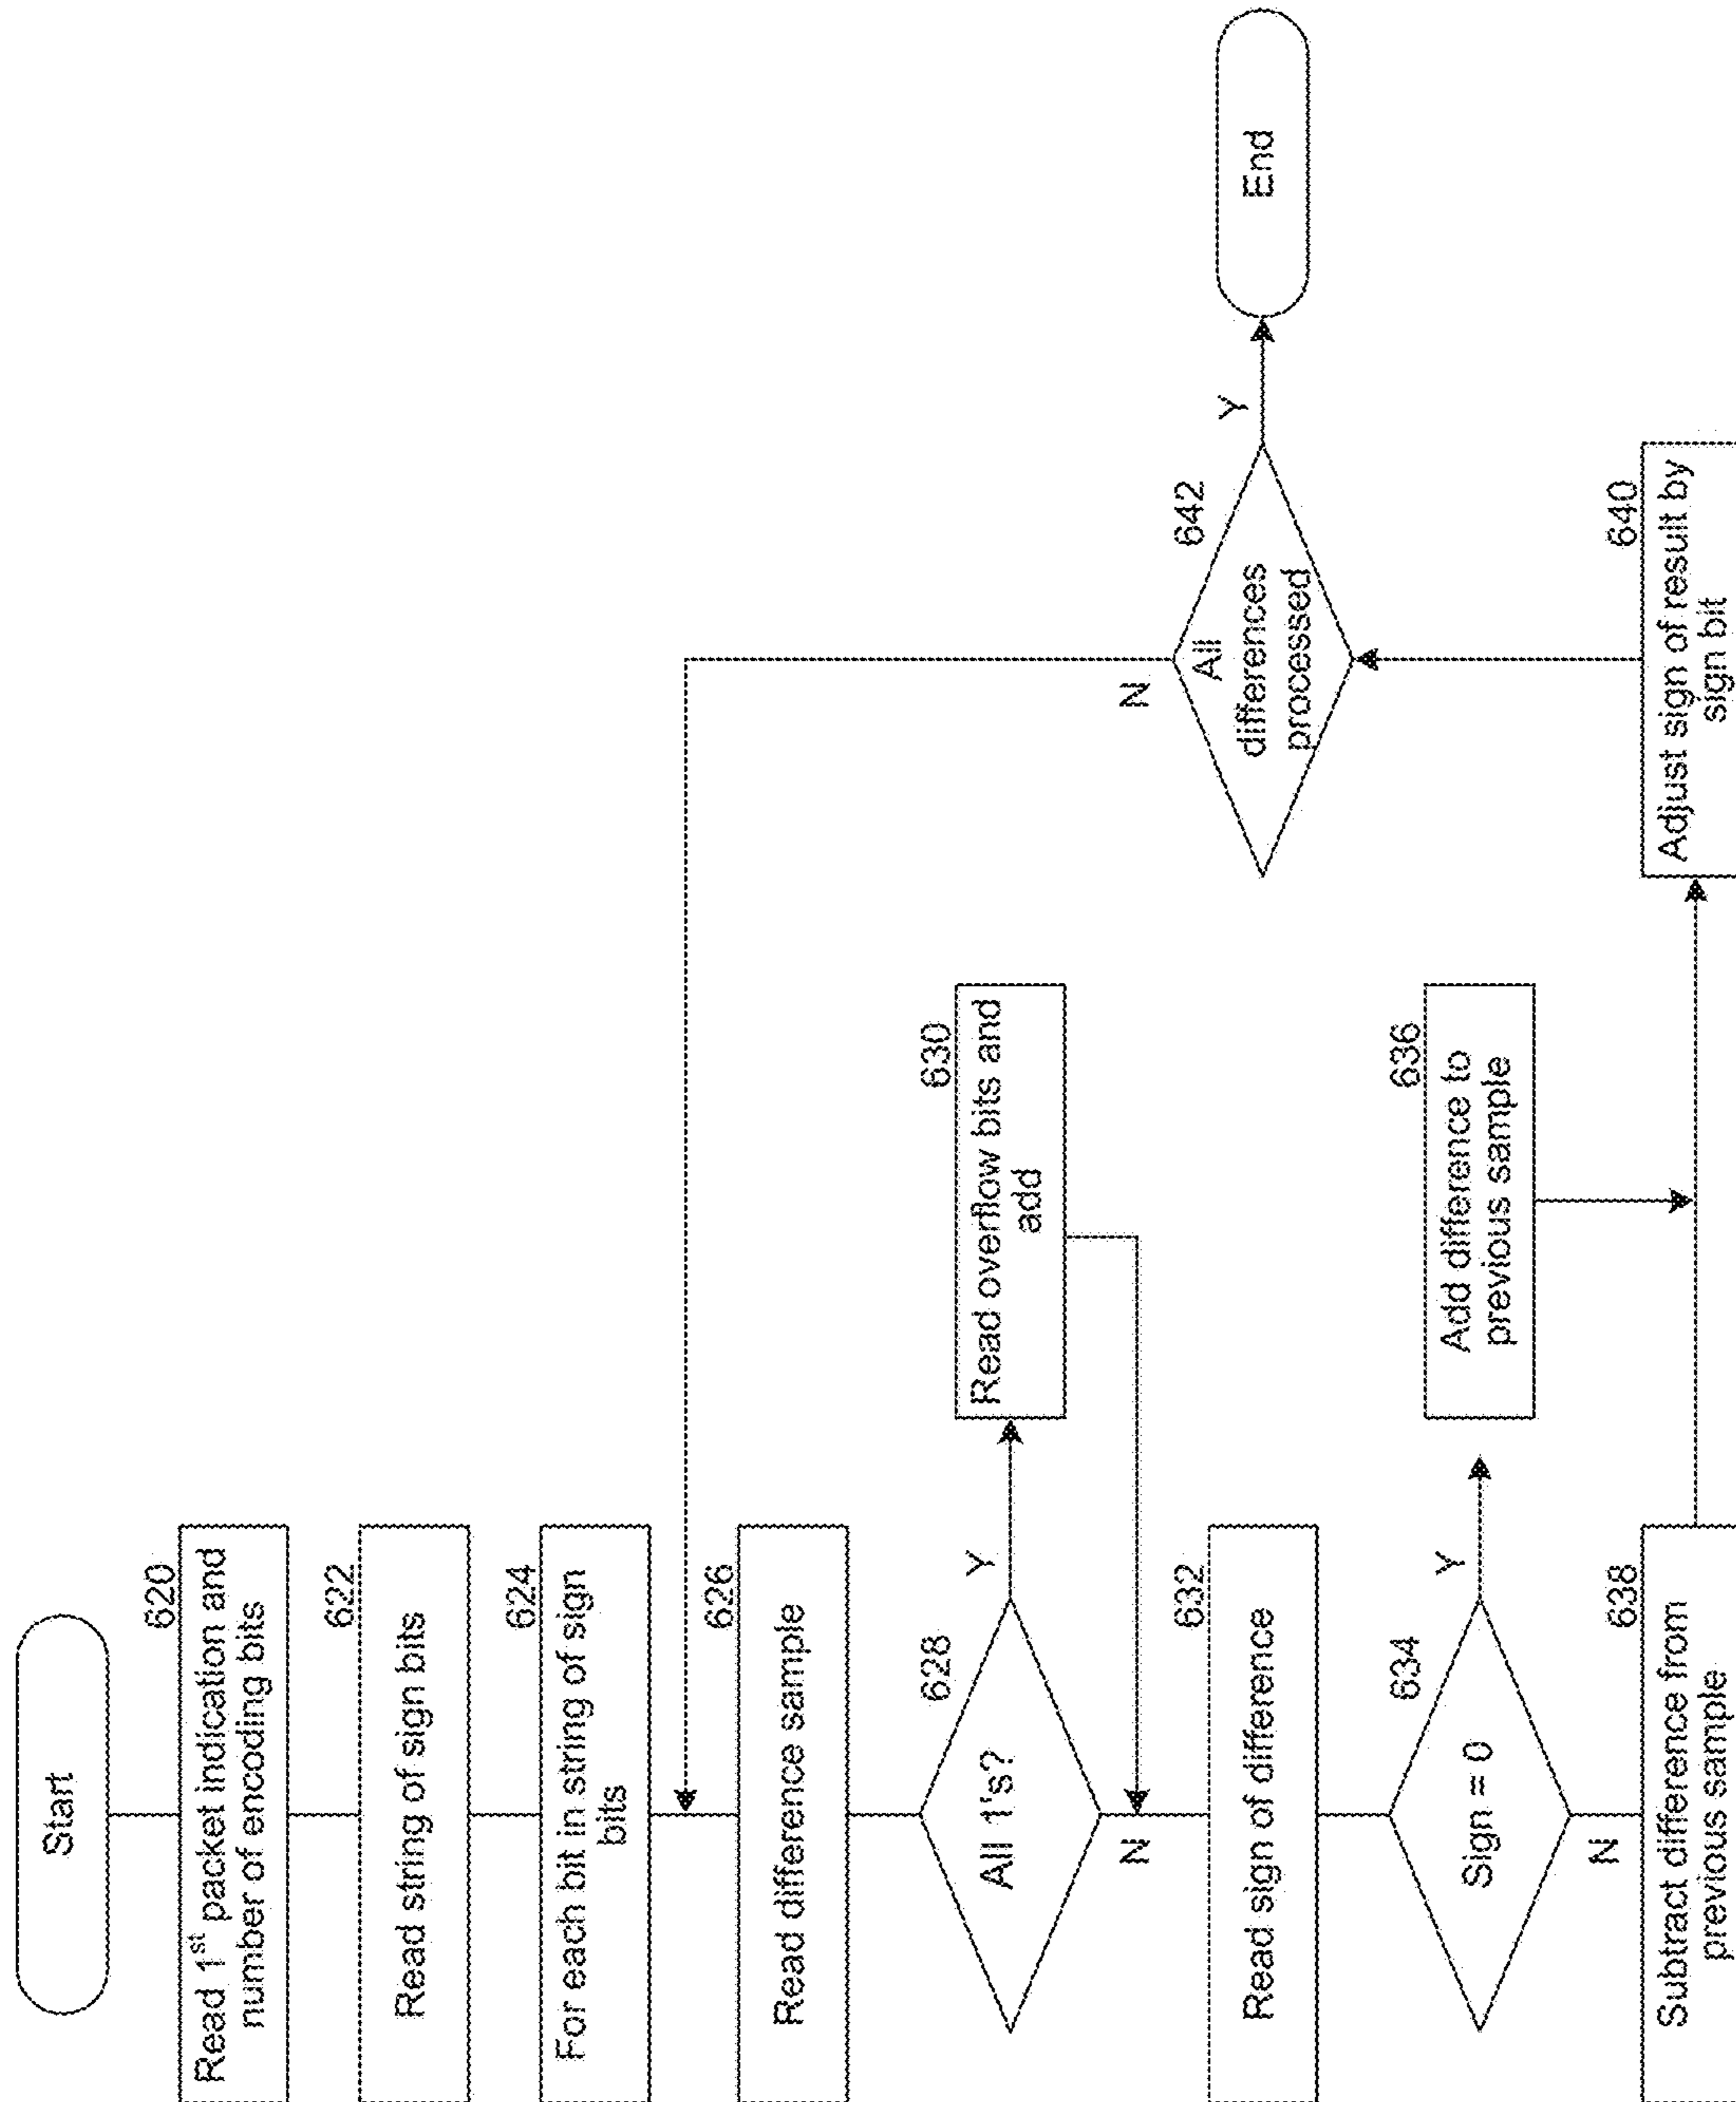 Start
620
Read 1st packet indication and
number of encoding bits
622
Read string of sign bits
624
For each bit in string of sign
bits
626
Read difference sample
628
All 1's?
Y
N
630
Read overflow bits and
add
632
Read sign of difference
634
Sign = 0
Y
N
636
Add difference to
previous sample
638
Subtract difference from
previous sample
640
Adjust sign of result by
sign bit
642
All
differences
processed
N
Y
End